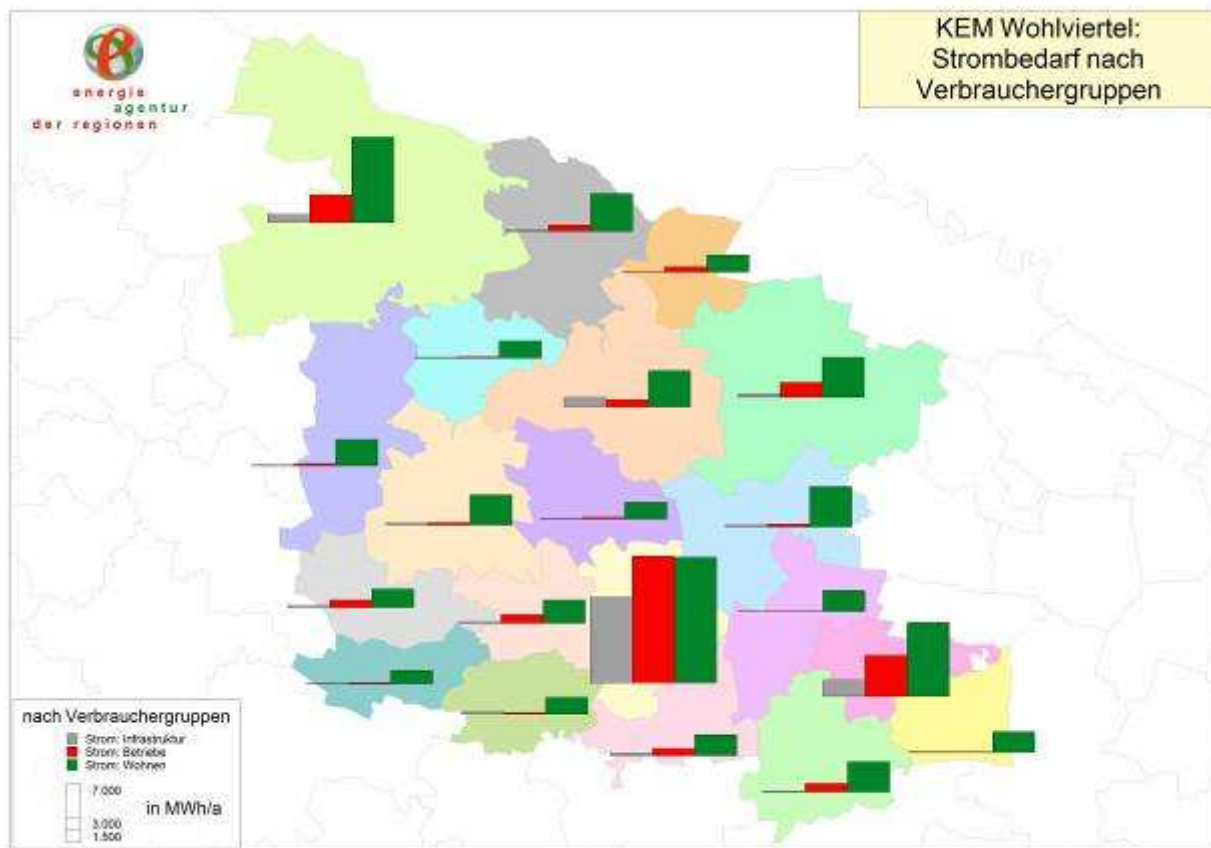 energie
agentur
der regionen
KEM Wohlviertel:
Strombedarf nach
Verbrauchergruppen
nach Verbrauchergruppen
Strom: Infrastruktur
Strom: Betriebe
Strom: Wohnen
7.000
in MWh/a
3.000
1.500